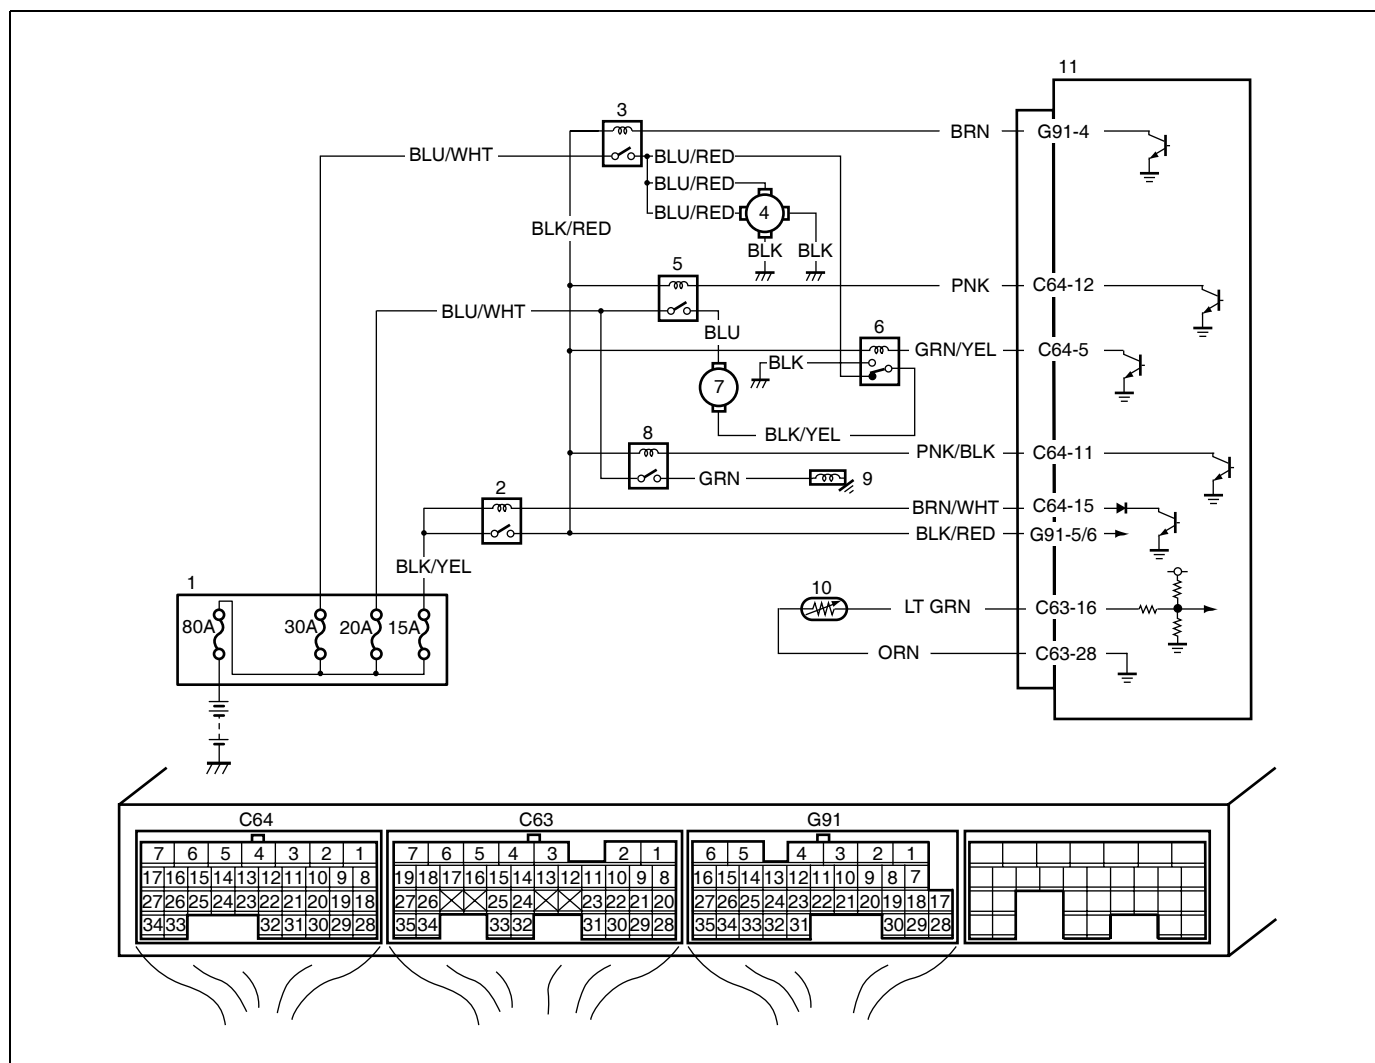 11
3
BRN G91-4
BLU/WHT BLU/RED
BLU/RED
BLU/RED 4
BLK/RED
BLK BLK
5
PNK C64-12
BLU/WHT
BLU 6
GRN/YEL C64-5
BLK
7
BLK/YEL
8
PNK/BLK C64-11
GRN 9
2
BRN/WHT C64-15
BLK/RED G91-5/6
BLK/YEL
1 10
LT GRN C63-16
80A 30A 20A 15A
ORN C63-28
C64 C63 G91
7 6 5 4 3 2 1 7 6 5 4 3 2 1 6 5 4 3 2 1
17 16 15 14 13 12 11 10 9 8 19 18 17 16 15 14 13 12 11 10 9 8 16 15 14 13 12 11 10 9 8 7
27 26 25 24 23 22 21 20 19 18 27 26 25 24 23 22 21 20 27 26 25 24 23 22 21 20 19 18 17
34 33 32 31 30 29 28 35 34 33 32 31 30 29 28 35 34 33 32 31 30 29 28